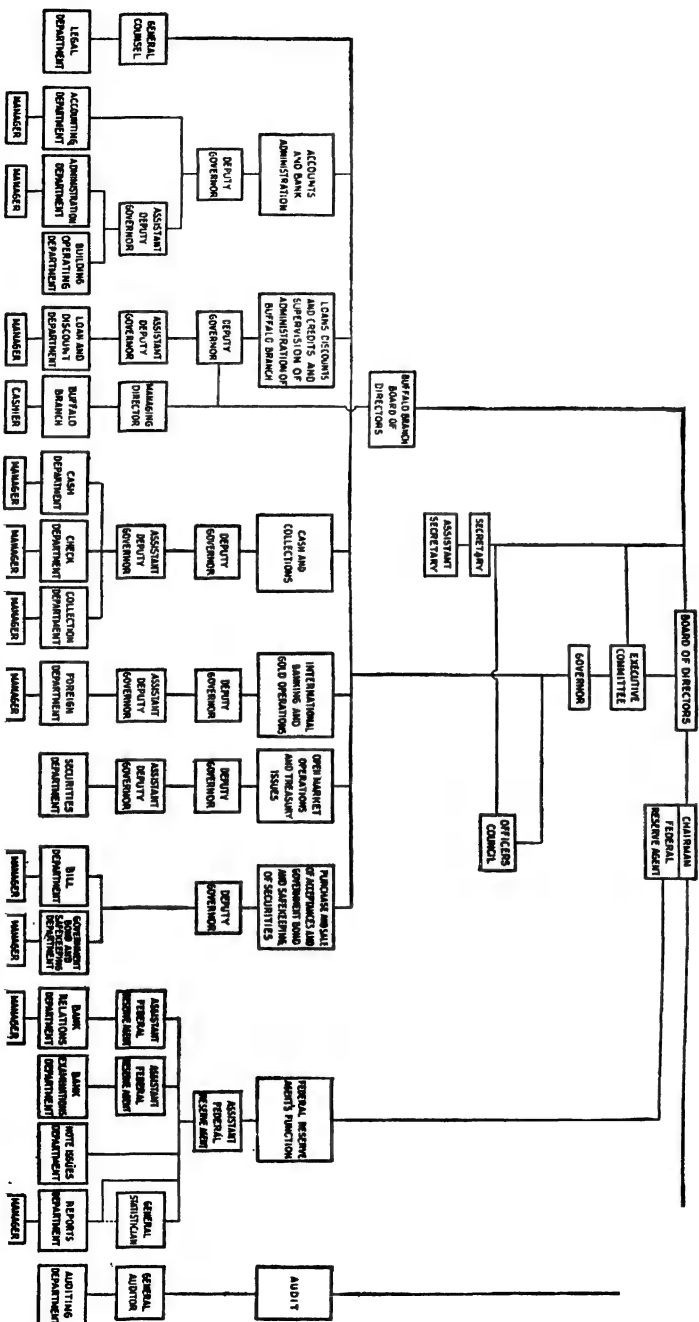 BOARD OF DIRECTORS
CHAIRMAN
FEDERAL
RESERVE AGENT
EXECUTIVE
COMMITTEE
GOVERNOR
SECRETARY
ASSISTANT
SECRETARY
OFFICERS
COUNCIL
BUFFALO BRANCH
BOARD OF
DIRECTORS
ACCOUNTS
AND BANK
ADMINISTRATION
LOANS DISCOUNTS
AND CREDITS AND
SUPERVISION OF
ADMINISTRATION OF
BUFFALO BRANCH
CASH AND
COLLECTIONS
INTERNATIONAL
BANKING AND
GOLD OPERATIONS
OPEN MARKET
OPERATIONS
AND TREASURY
ISSUES
PURCHASE AND SALE
OF ACCEPTANCES AND
GOVERNMENT BOND
AND SAFEKEEPING
OF SECURITIES
FEDERAL RESERVE
AGENT'S FUNCTION
AUDIT
DEPUTY
GOVERNOR
DEPUTY
GOVERNOR
DEPUTY
GOVERNOR
DEPUTY
GOVERNOR
DEPUTY
GOVERNOR
DEPUTY
GOVERNOR
ASSISTANT
FEDERAL
RESERVE AGENT
GENERAL
COUNSEL
ASSISTANT
DEPUTY
GOVERNOR
ASSISTANT
DEPUTY
GOVERNOR
MANAGING
DIRECTOR
ASSISTANT
DEPUTY
GOVERNOR
ASSISTANT
DEPUTY
GOVERNOR
ASSISTANT
DEPUTY
GOVERNOR
ASSISTANT
FEDERAL
RESERVE AGENT
ASSISTANT
FEDERAL
RESERVE AGENT
GENERAL
STATISTICIAN
GENERAL
AUDITOR
LEGAL
DEPARTMENT
ACCOUNTING
DEPARTMENT
ADMINISTRATION
DEPARTMENT
BUILDING
OPERATING
DEPARTMENT
LOAN AND
DISCOUNT
DEPARTMENT
BUFFALO
BRANCH
CASH
DEPARTMENT
CHECK
DEPARTMENT
COLLECTION
DEPARTMENT
FOREIGN
DEPARTMENT
SECURITIES
DEPARTMENT
BILL
DEPARTMENT
GOVERNMENT
BOND AND
SAFEKEEPING
DEPARTMENT
BANK
RELATIONS
DEPARTMENT
BANK
EXAMINATIONS
DEPARTMENT
NOTE ISSUES
DEPARTMENT
REPORTS
DEPARTMENT
AUDITING
DEPARTMENT
MANAGER
MANAGER
MANAGER
CASHIER
MANAGER
MANAGER
MANAGER
MANAGER
MANAGER
MANAGER
MANAGER
MANAGER